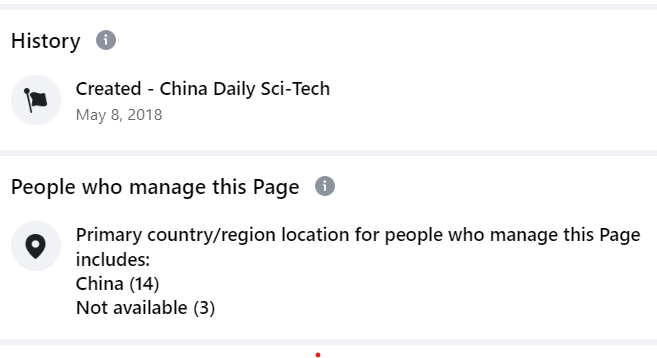 History
Created - China Daily Sci-Tech
May 8, 2018
People who manage this Page
Primary country/region location for people who manage this Page
includes:
China (14)
Not available (3)